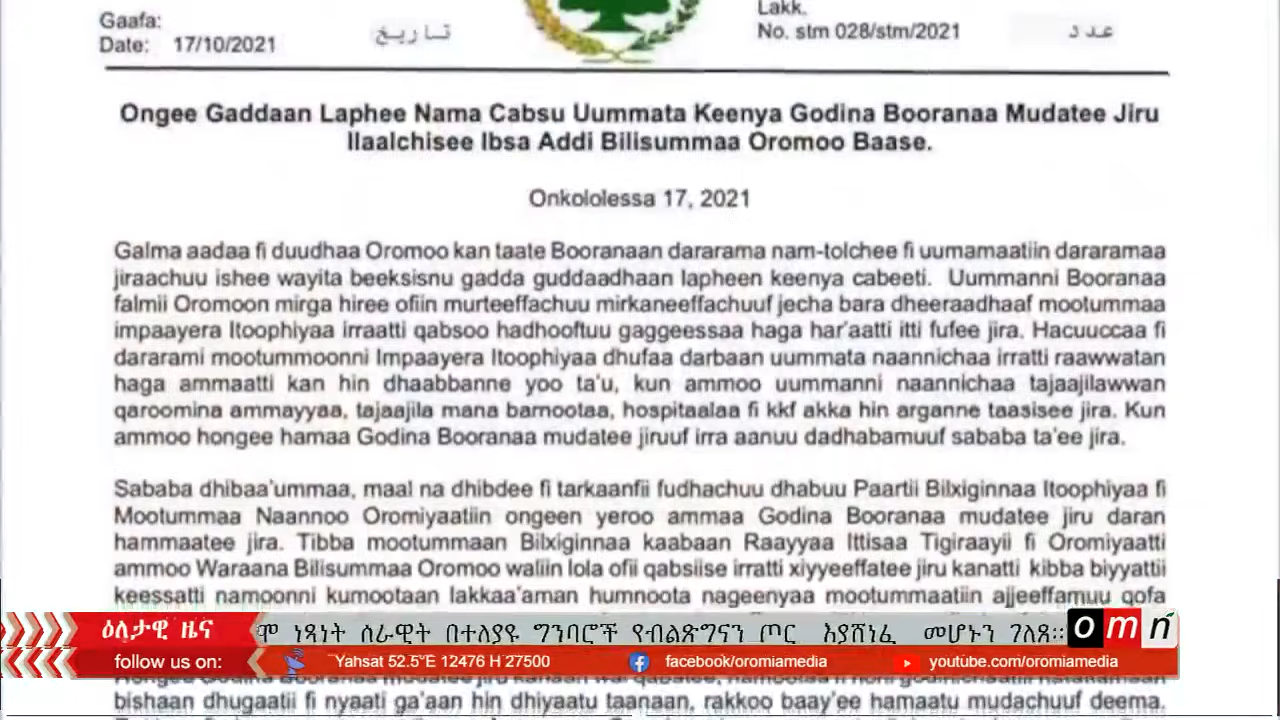 Gaafa:
Date: 17/10/2021
تاريخ
Lakk.
No. stm 028/stm/2021
عدد
Ongee Gaddaan Laphee Nama Cabsu Uummata Keenya Godina Booranaa Mudatee Jiru
Ilaalchisee Ibsa Addi Bilisummaa Oromoo Baase.
Onkololessa 17, 2021
Galma aadaa fi duudhaa Oromoo kan taate Booranaan dararama nam-tolchee fi uumamaatiin dararamaa
jiraachuu ishee wayita beeksisnu gadda guddaadhaan lapheen keenya cabeeti. Uummanni Booranaa
falmii Oromoon mirga hiree ofiin murteeffachuu mirkaneeffachuuf jecha bara dheeraadhaaf mootummaa
impaayera Itoophiyaa irraatti qabsoo hadhooftuu gaggeessaa haga har'aatti itti fufee jira. Hacuuccaa fi
dararami mootummoonni Impaayera Itoophiyaa dhufaa darbaan uummata naannichaa irratti raawwatan
haga ammaatti kan hin dhaabbanne yoo ta'u, kun ammoo uummanni naannichaa tajaajilawwan
qaroomina ammayyaa, tajaajila mana barnootaa, hospitaalaa fi kkf akka hin arganne taasisee jira. Kun
ammoo hongee hamaa Godina Booranaa mudatee jiruuf irra aanuu dadhabamuuf sababa ta'ee jira.
Sababa dhibaa'ummaa, maal na dhibdee fi tarkaanfii fudhachuu dhabuu Paartii Bilxiginnaa Itoophiyaa fi
Mootummaa Naannoo Oromiyaatiin ongeen yeroo ammaa Godina Booranaa mudatee jiru daran
hammaatee jira. Tibba mootummaan Bilxiginnaa kaabaan Raayyaa Ittisaa Tigiraayii fi Oromiyaatti
ammoo Waraana Bilisummaa Oromoo waliin lola ofii qabsiise irratti xiyyeeffatee jiru kanatti kibba biyyattii
keessatti namoonni kumootaan lakkaa'aman humnoota nageenyaa mootummaatiin ajjeeffamuu qofa
ዕለታዊ ዜና
ሞ ነጻነት ሰራዊት በተለያዩ ግንባሮች የብልጽግናን ጦር እያሸነፈ መሆኑን ገለጸ።
omn
follow us on:
Yahsat 52.5°E 12476 H 27500
facebook/oromiamedia
youtube.com/oromiamedia
bishaan dhugaatii fi nyaati ga'aan hin dhiyaatu taanaan, rakkoo baay'ee hamaatu mudachuuf deema.